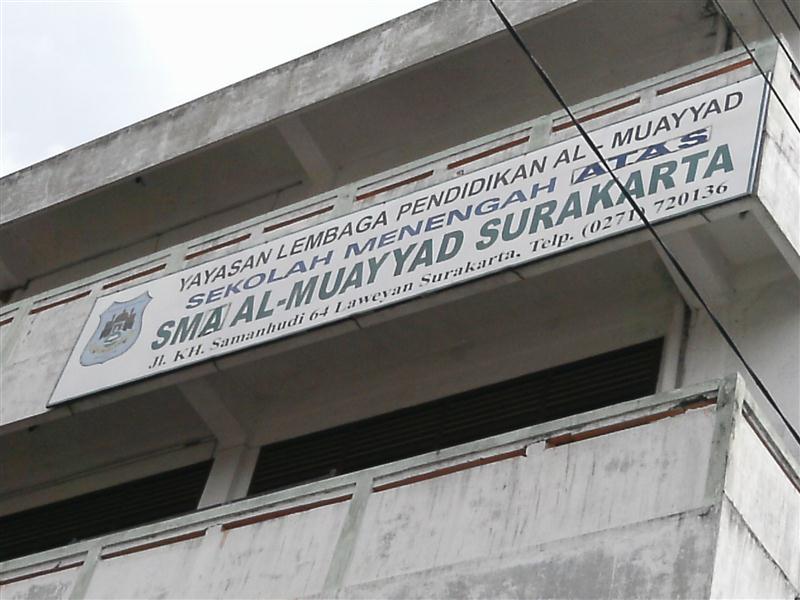 YAYASAN LEMBAGA PENDIDIKAN AL - MUAYYAD
SEKOLAH MENENGAH ATAS
SMA AL-MUAYYAD SURAKARTA
Jl. KH. Samanhudi 64 Laweyan Surakarta, Telp. (0271) 720136